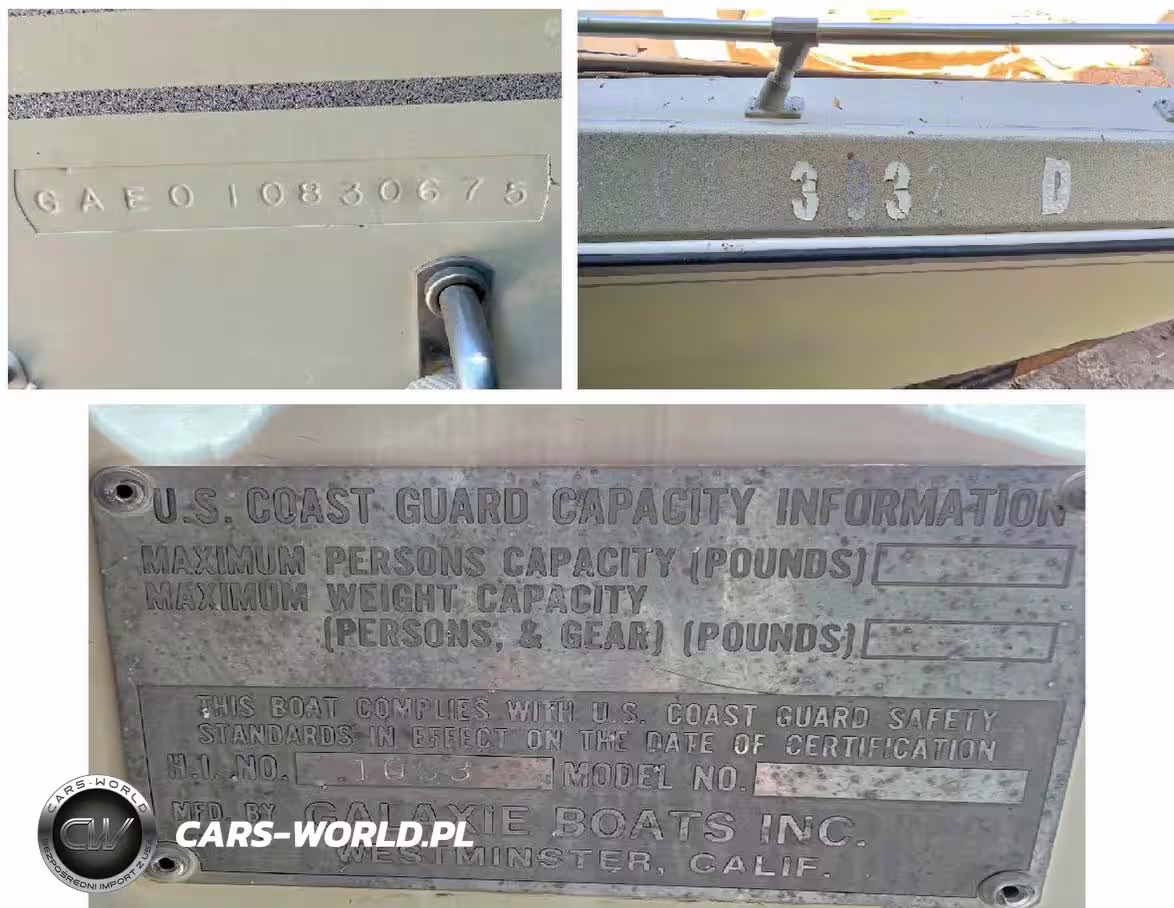 GAE010830675
3 3 D
U.S. COAST GUARD CAPACITY INFORMATION
MAXIMUM PERSONS CAPACITY (POUNDS)
MAXIMUM WEIGHT CAPACITY
(PERSONS, & GEAR) (POUNDS)
THIS BOAT COMPLIES WITH U.S. COAST GUARD SAFETY
STANDARDS IN EFFECT ON THE DATE OF CERTIFICATION
H.I. NO. 1083 MODEL NO.
MFD. BY GALAXIE BOATS INC.
WESTMINSTER, CALIF.
CARS-WORLD
CW
BEZPOŚREDNI IMPORT Z USA
CARS-WORLD.PL